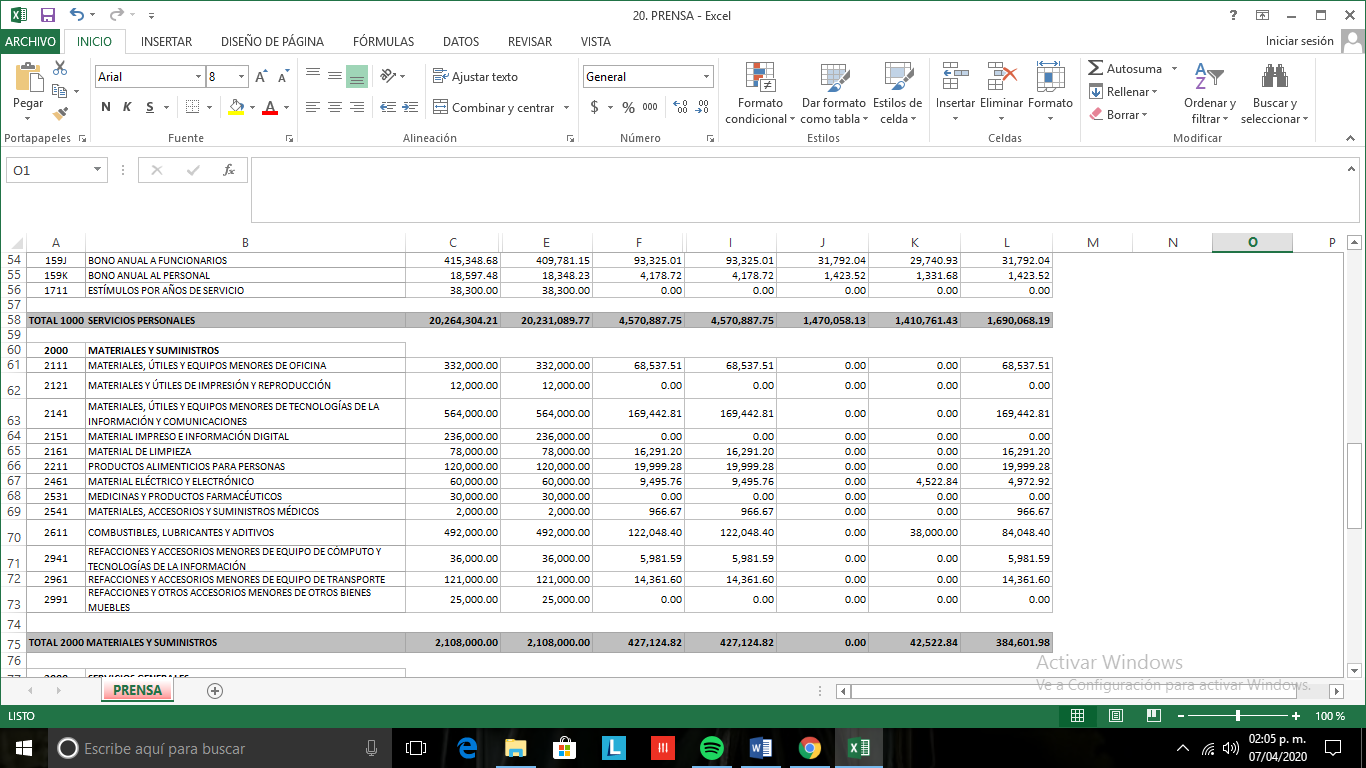 20. PRENSA - Excel
ARCHIVO INICIO INSERTAR DISEÑO DE PÁGINA FÓRMULAS DATOS REVISAR VISTA Iniciar sesión
Pegar
Arial 8
N K S
Ajustar texto
Combinar y centrar
General
$ % 000
Formato condicional
Dar formato como tabla
Estilos de celda
Insertar Eliminar Formato
Autosuma
Rellenar
Borrar
Ordenar y filtrar
Buscar y seleccionar
Portapapeles Fuente Alineación Número Estilos Celdas Modificar
O1 fx
A B C E F I J K L M N O P
54 159J BONO ANUAL A FUNCIONARIOS 415,348.68 409,781.15 93,325.01 93,325.01 31,792.04 29,740.93 31,792.04
55 159K BONO ANUAL AL PERSONAL 18,597.48 18,348.23 4,178.72 4,178.72 1,423.52 1,331.68 1,423.52
56 1711 ESTÍMULOS POR AÑOS DE SERVICIO 38,300.00 38,300.00 0.00 0.00 0.00 0.00 0.00
57
58 TOTAL 1000 SERVICIOS PERSONALES 20,264,304.21 20,231,089.77 4,570,887.75 4,570,887.75 1,470,058.13 1,410,761.43 1,690,068.19
59
60 2000 MATERIALES Y SUMINISTROS
61 2111 MATERIALES, ÚTILES Y EQUIPOS MENORES DE OFICINA 332,000.00 332,000.00 68,537.51 68,537.51 0.00 0.00 68,537.51
62 2121 MATERIALES Y ÚTILES DE IMPRESIÓN Y REPRODUCCIÓN 12,000.00 12,000.00 0.00 0.00 0.00 0.00 0.00
63 2141 MATERIALES, ÚTILES Y EQUIPOS MENORES DE TECNOLOGÍAS DE LA
INFORMACIÓN Y COMUNICACIONES 564,000.00 564,000.00 169,442.81 169,442.81 0.00 0.00 169,442.81
64 2151 MATERIAL IMPRESO E INFORMACIÓN DIGITAL 236,000.00 236,000.00 0.00 0.00 0.00 0.00 0.00
65 2161 MATERIAL DE LIMPIEZA 78,000.00 78,000.00 16,291.20 16,291.20 0.00 0.00 16,291.20
66 2211 PRODUCTOS ALIMENTICIOS PARA PERSONAS 120,000.00 120,000.00 19,999.28 19,999.28 0.00 0.00 19,999.28
67 2461 MATERIAL ELÉCTRICO Y ELECTRÓNICO 60,000.00 60,000.00 9,495.76 9,495.76 0.00 4,522.84 4,972.92
68 2531 MEDICINAS Y PRODUCTOS FARMACÉUTICOS 30,000.00 30,000.00 0.00 0.00 0.00 0.00 0.00
69 2541 MATERIALES, ACCESORIOS Y SUMINISTROS MÉDICOS 2,000.00 2,000.00 966.67 966.67 0.00 0.00 966.67
70 2611 COMBUSTIBLES, LUBRICANTES Y ADITIVOS 492,000.00 492,000.00 122,048.40 122,048.40 0.00 38,000.00 84,048.40
71 2941 REFACCIONES Y ACCESORIOS MENORES DE EQUIPO DE CÓMPUTO Y
TECNOLOGÍAS DE LA INFORMACIÓN 36,000.00 36,000.00 5,981.59 5,981.59 0.00 0.00 5,981.59
72 2961 REFACCIONES Y ACCESORIOS MENORES DE EQUIPO DE TRANSPORTE 121,000.00 121,000.00 14,361.60 14,361.60 0.00 0.00 14,361.60
73 2991 REFACCIONES Y OTROS ACCESORIOS MENORES DE OTROS BIENES
MUEBLES 25,000.00 25,000.00 0.00 0.00 0.00 0.00 0.00
74
75 TOTAL 2000 MATERIALES Y SUMINISTROS 2,108,000.00 2,108,000.00 427,124.82 427,124.82 0.00 42,522.84 384,601.98
76
77 3000 SERVICIOS GENERALES
Activar Windows
Ve a Configuración para activar Windows.
PRENSA
LISTO 100 %
Escribe aquí para buscar
02:05 p. m.
07/04/2020